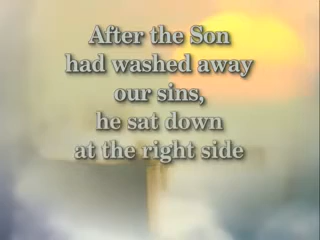 After the Son
had washed away
our sins,
he sat down
at the right side